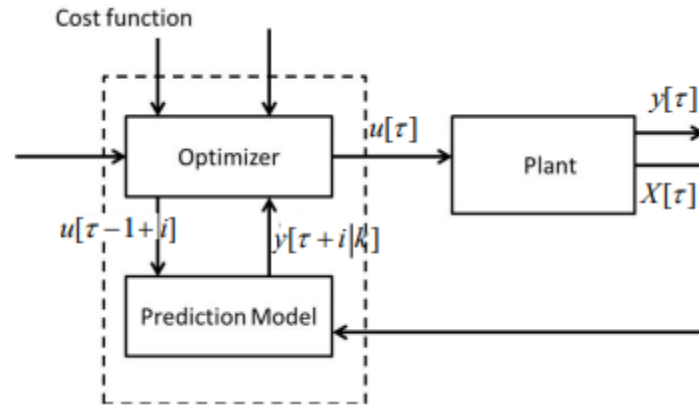 Cost function
y[τ]
u[τ]
Optimizer
Plant
X[τ]
u[τ-1+i]
y[τ+i|k]
Prediction Model